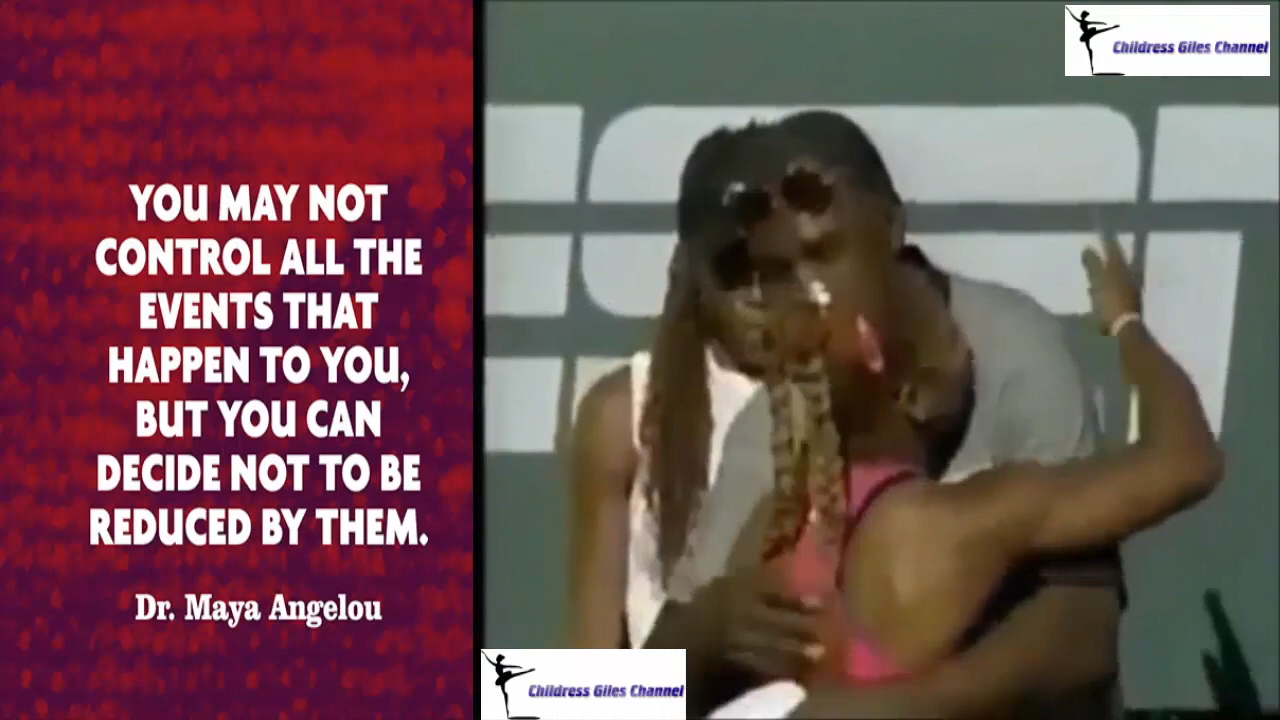 YOU MAY NOT
CONTROL ALL THE
EVENTS THAT
HAPPEN TO YOU,
BUT YOU CAN
DECIDE NOT TO BE
REDUCED BY THEM.
Dr. Maya Angelou
Childress Giles Channel
Childress Giles Channel